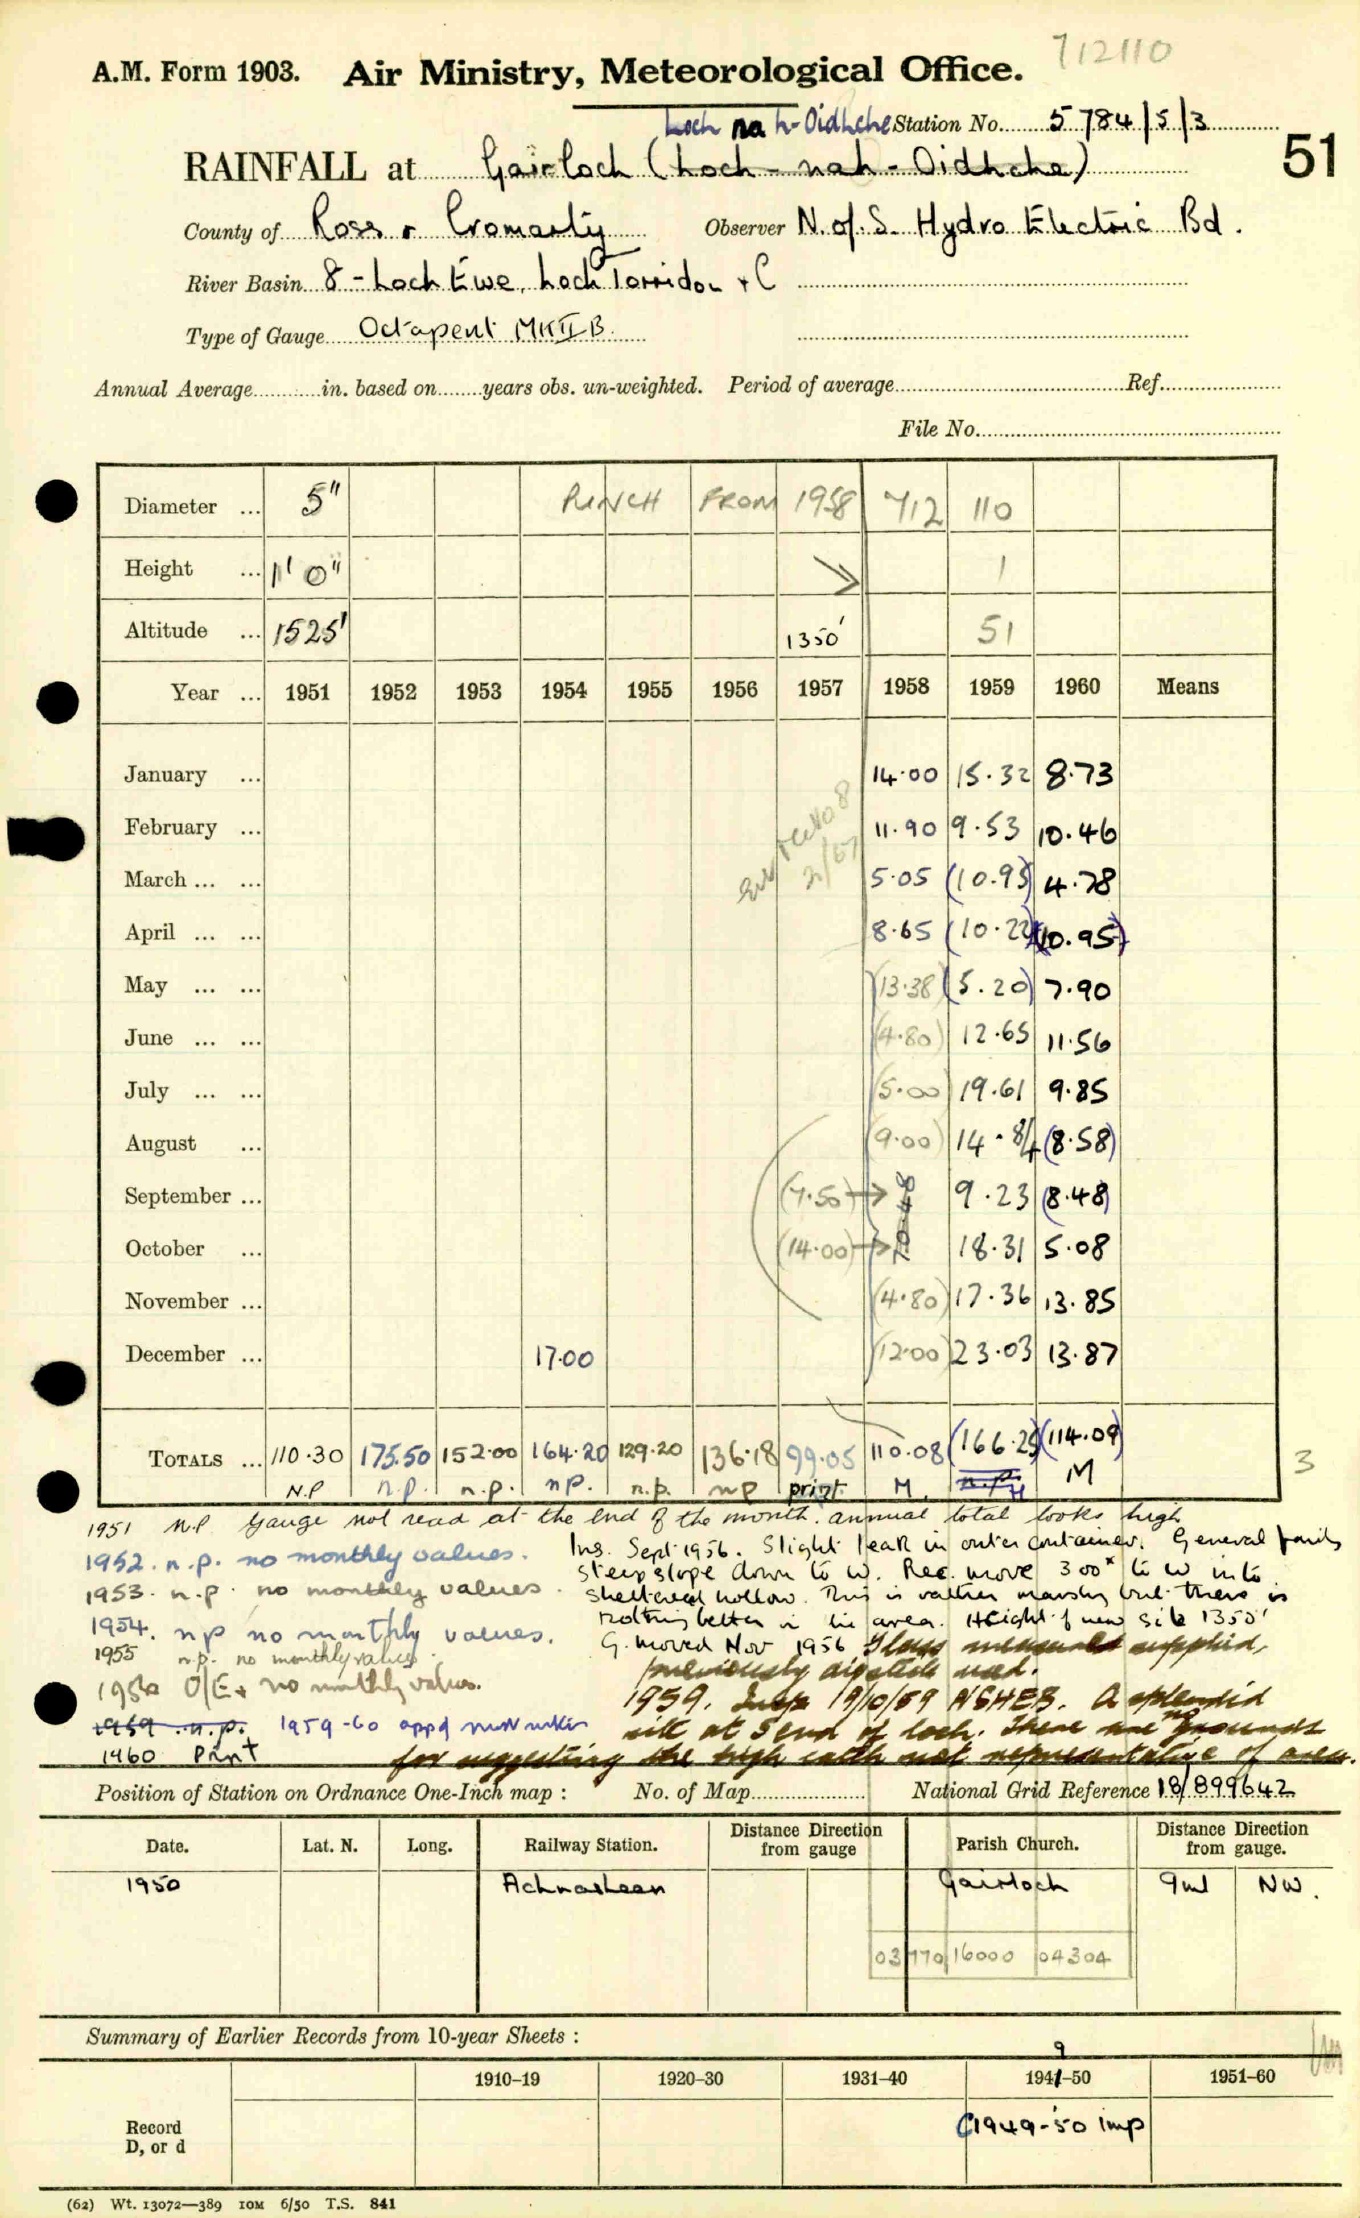 712110
A.M. Form 1903. Air Ministry, Meteorological Office.
Loch na h-Oidhche Station No. 5784/5/3
51
RAINFALL at Gairloch (Loch-nah-Oidhche)
County of Ross & Cromarty Observer N. of S. Hydro Electric Bd.
River Basin 8 - Loch Ewe, Loch Torridon & C
Type of Gauge Octapent MKII B.
Annual Average in. based on years obs. un-weighted. Period of average Ref.
File No.
Diameter ... 5" PUNCH FROM 1958 712 110
Height ... 1' 0" 1
Altitude ... 1525' 1350' 51
Year ... 1951 1952 1953 1954 1955 1956 1957 1958 1959 1960 Means
January ... 14.00 15.32 8.73
February ... 11.90 9.53 10.46
March ... ... 5.05 (10.93) 4.78
April ... ... 8.65 (10.22) (10.95)
May ... ... (13.38) (5.20) 7.90
June ... ... (4.80) 12.65 11.56
July ... ... (5.00) 19.61 9.85
August ... (9.00) 14.84 (8.58)
September ... (7.50) → 70.48 9.23 (8.48)
October ... (14.00) → 18.31 5.08
November ... (4.80) 17.36 13.85
December ... 17.00 (12.00) 23.03 13.87
TOTALS ... 110.30 175.50 152.00 164.20 129.20 136.18 99.05 110.08 (166.25) (114.09)
N.P n.p. n.p. np. n.p. np print. M. n.p. M
3
1951 N.P Gauge not read at the end of the month. annual total looks high
1952. n.p. no monthly values.
1953. n.p. no monthly values.
1954. np no monthly values.
1955 n.p. no monthly values.
1956 O/E no monthly values.
1959 n.p. 1959-60 appd
1960 Print
Ins. Sept 1956. Slight leak in outer container. General
steep slope down to W. Rec. move 300x to W into
sheltered hollow. This is rather marshy but there is
nothing better in the area. Height of new site 1350'
G. moved Nov 1956 Glass measure supplied,
previously dipstick used.
1959. Insp 19/10/59 NSHEB. A splendid
site at S end of loch. There are no grounds
for suggesting the high catch not representative of area.
Position of Station on Ordnance One-Inch map : No. of Map National Grid Reference 18/899642
Date. Lat. N. Long. Railway Station. Distance Direction from gauge Parish Church. Distance Direction from gauge.
1950 Achnasheen Gairloch 9ml NW.
03770 16000 04304
Summary of Earlier Records from 10-year Sheets :
9
1910-19 1920-30 1931-40 1941-50 1951-60
Record
D, or d
(1949-50 imp
(62) Wt. 13072—389 10M 6/50 T.S. 841